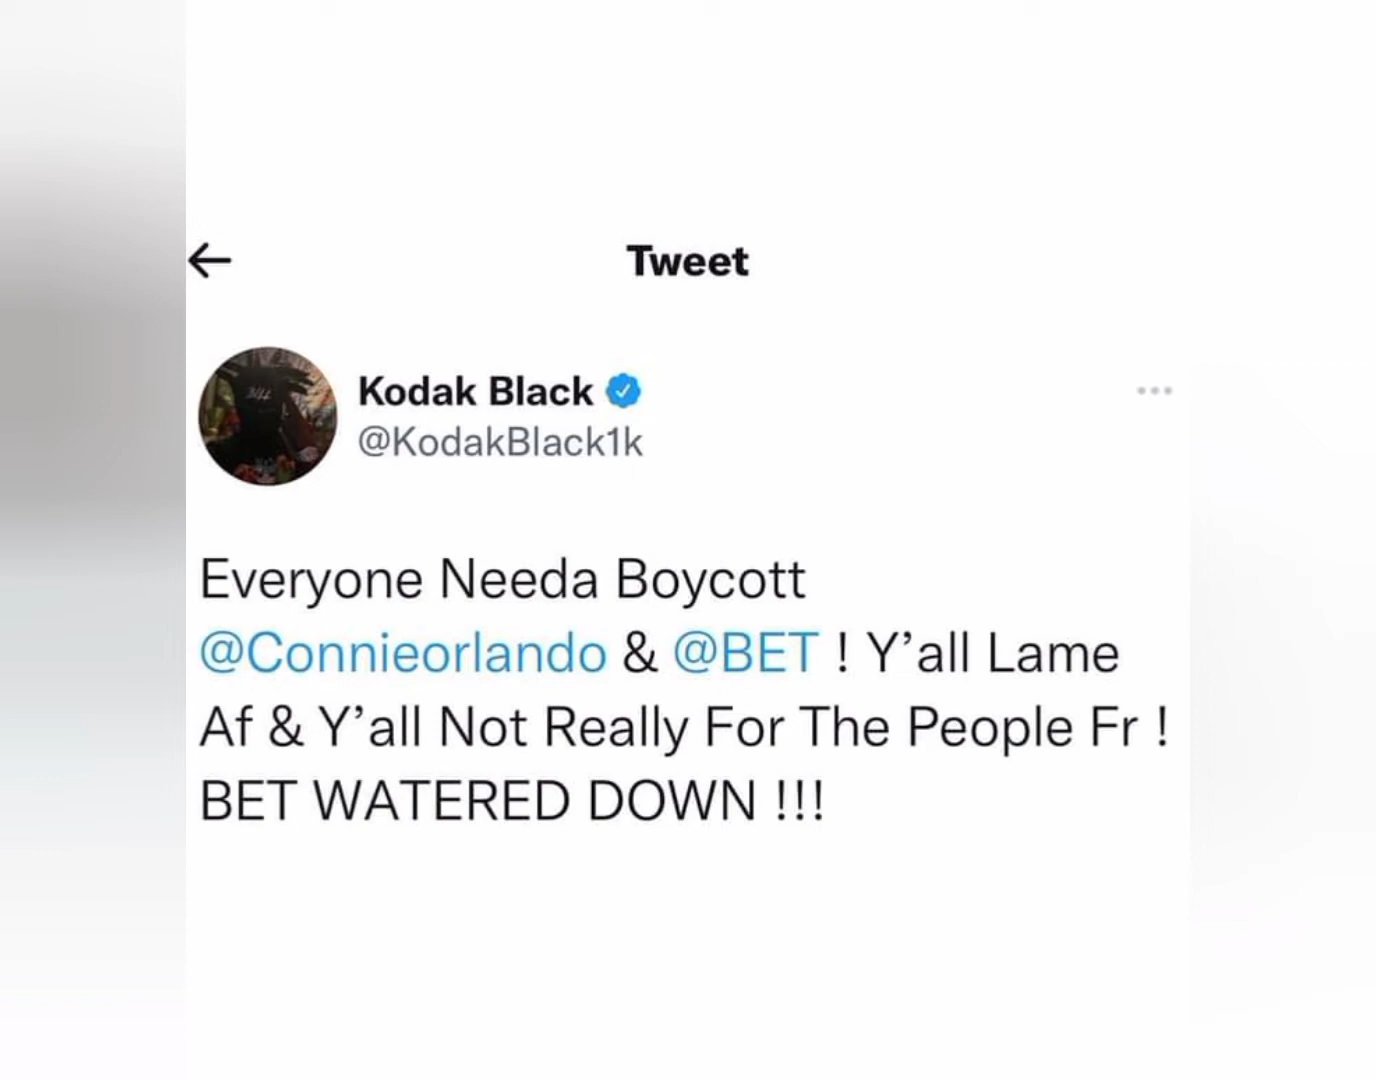 Tweet
Kodak Black
@KodakBlack1k
Everyone Needa Boycott
@Connieorlando & @BET ! Y’all Lame
Af & Y’all Not Really For The People Fr !
BET WATERED DOWN !!!